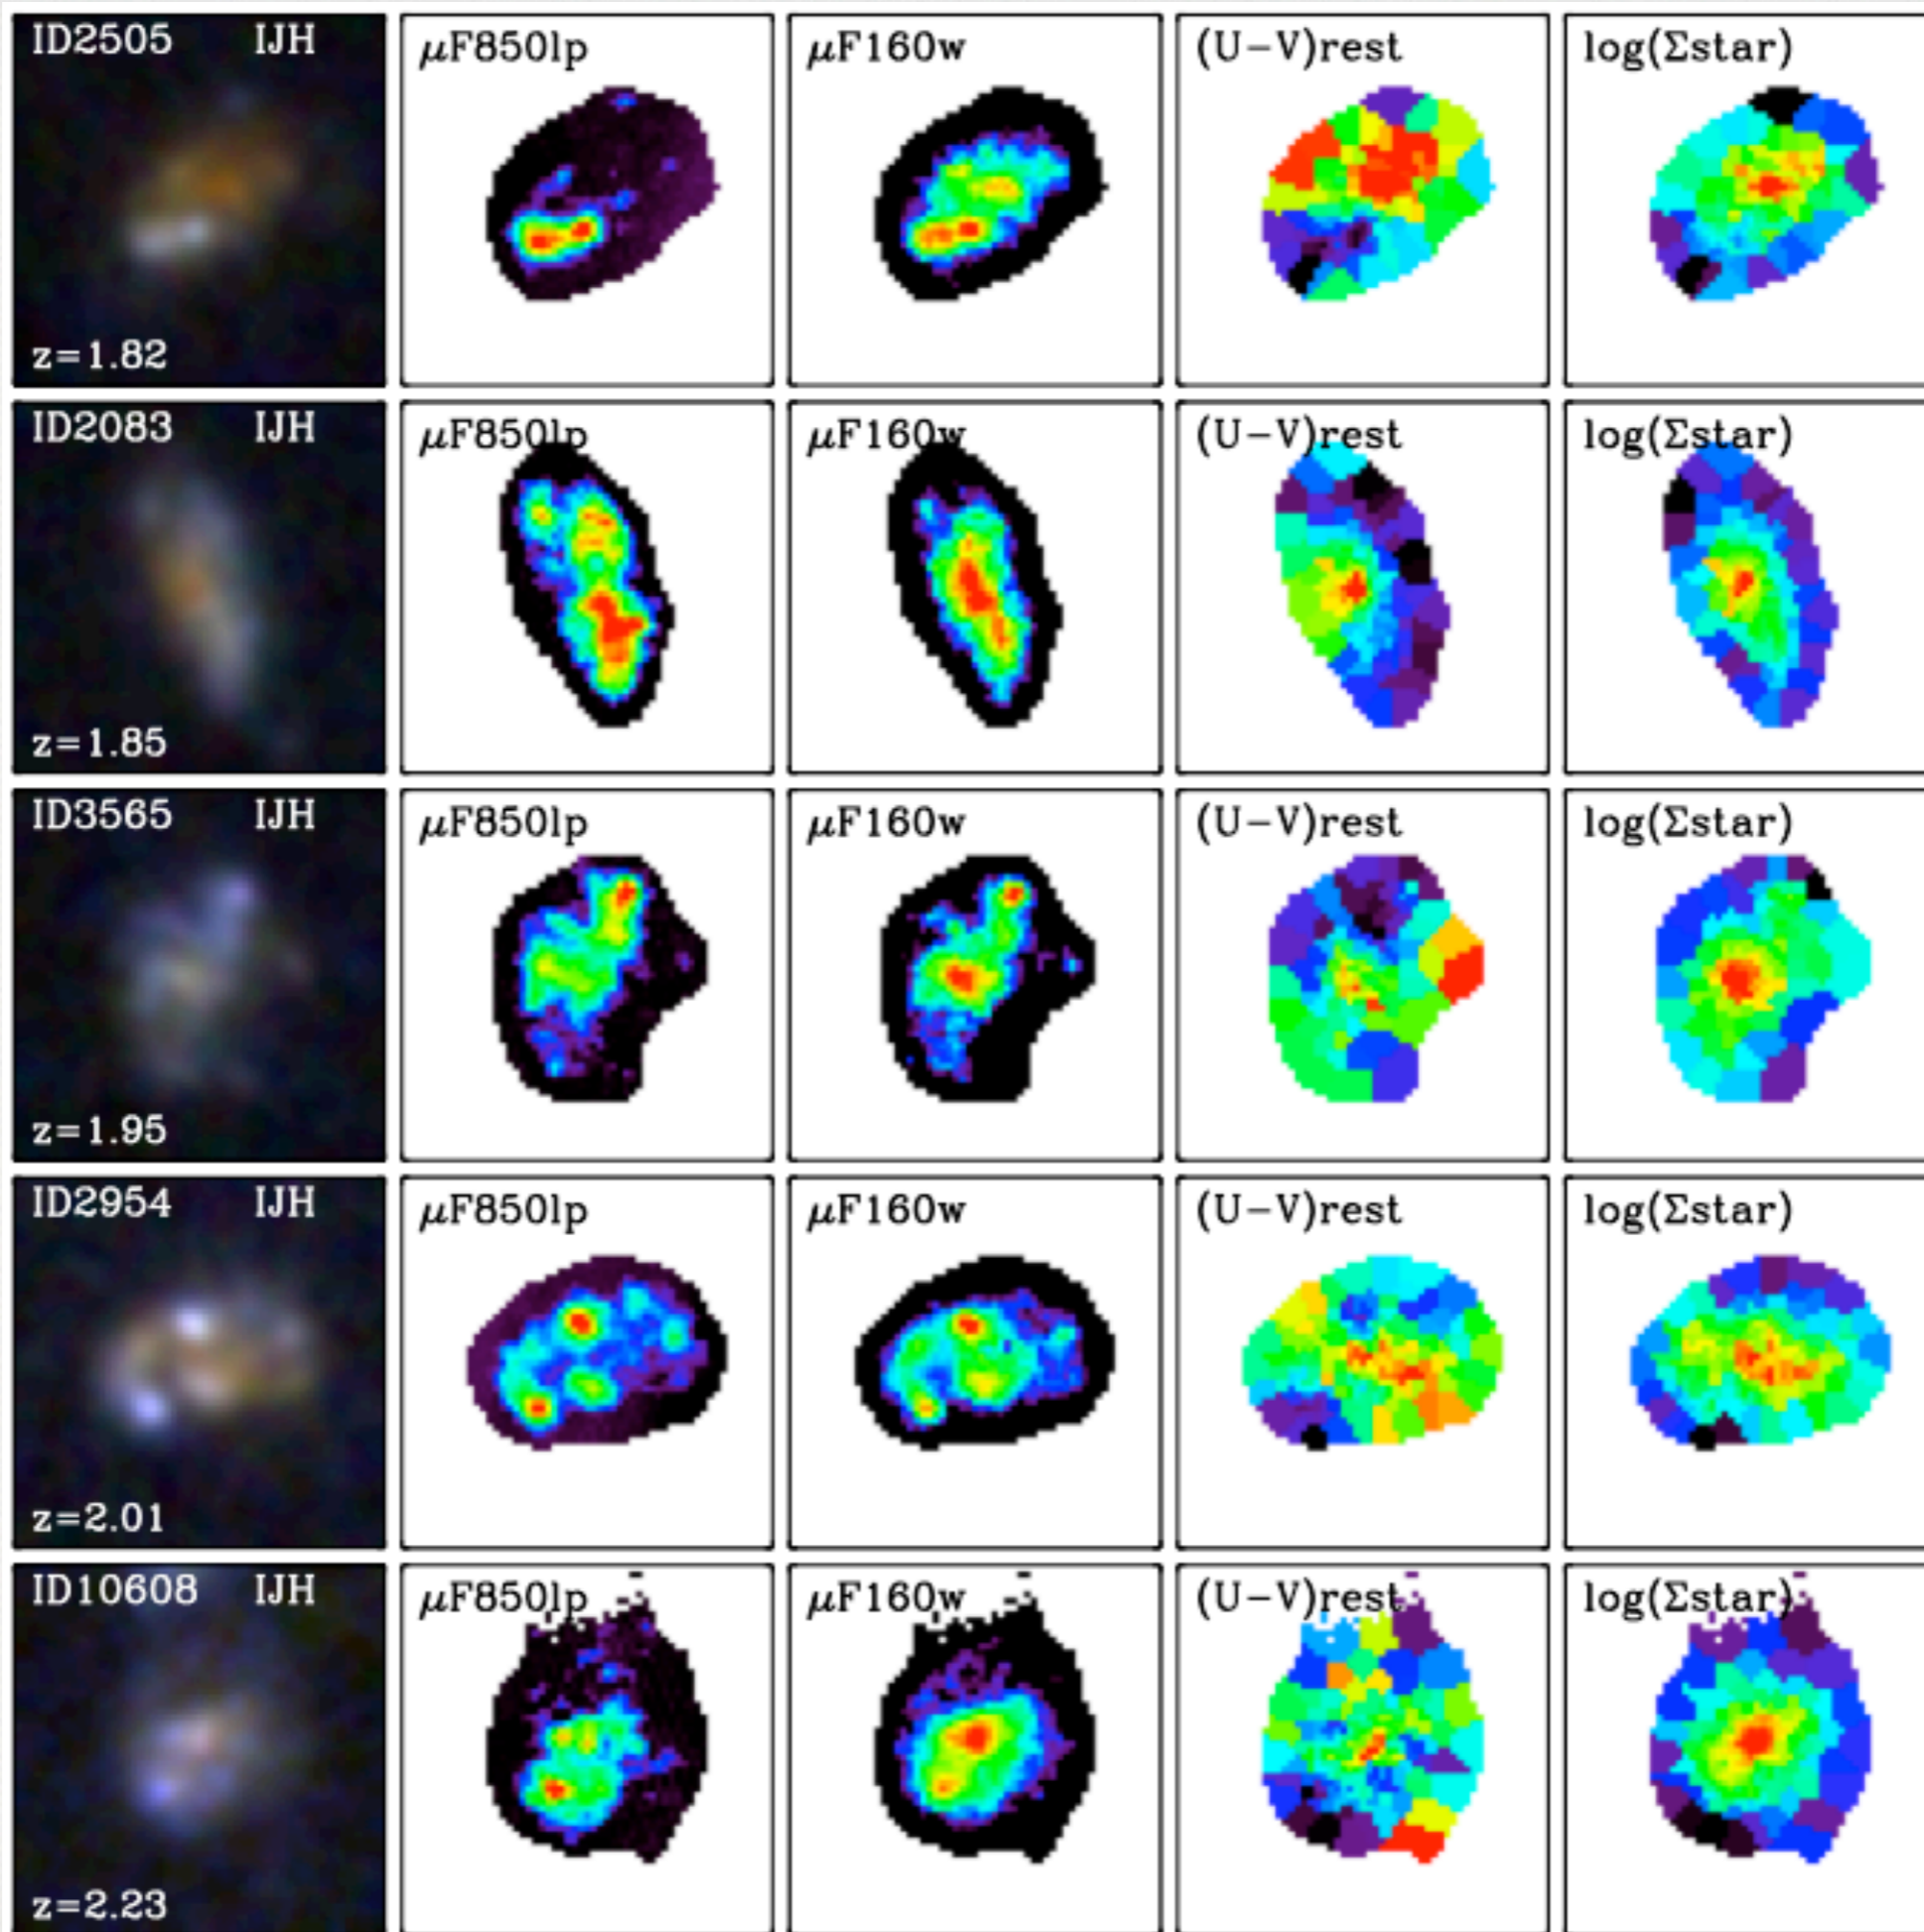 ID2505 IJH μF850lp μF160w (U-V)rest log(Σstar)
z=1.82
ID2083 IJH μF850lp μF160w (U-V)rest log(Σstar)
z=1.85
ID3565 IJH μF850lp μF160w (U-V)rest log(Σstar)
z=1.95
ID2954 IJH μF850lp μF160w (U-V)rest log(Σstar)
z=2.01
ID10608 IJH μF850lp μF160w (U-V)rest log(Σstar)
z=2.23